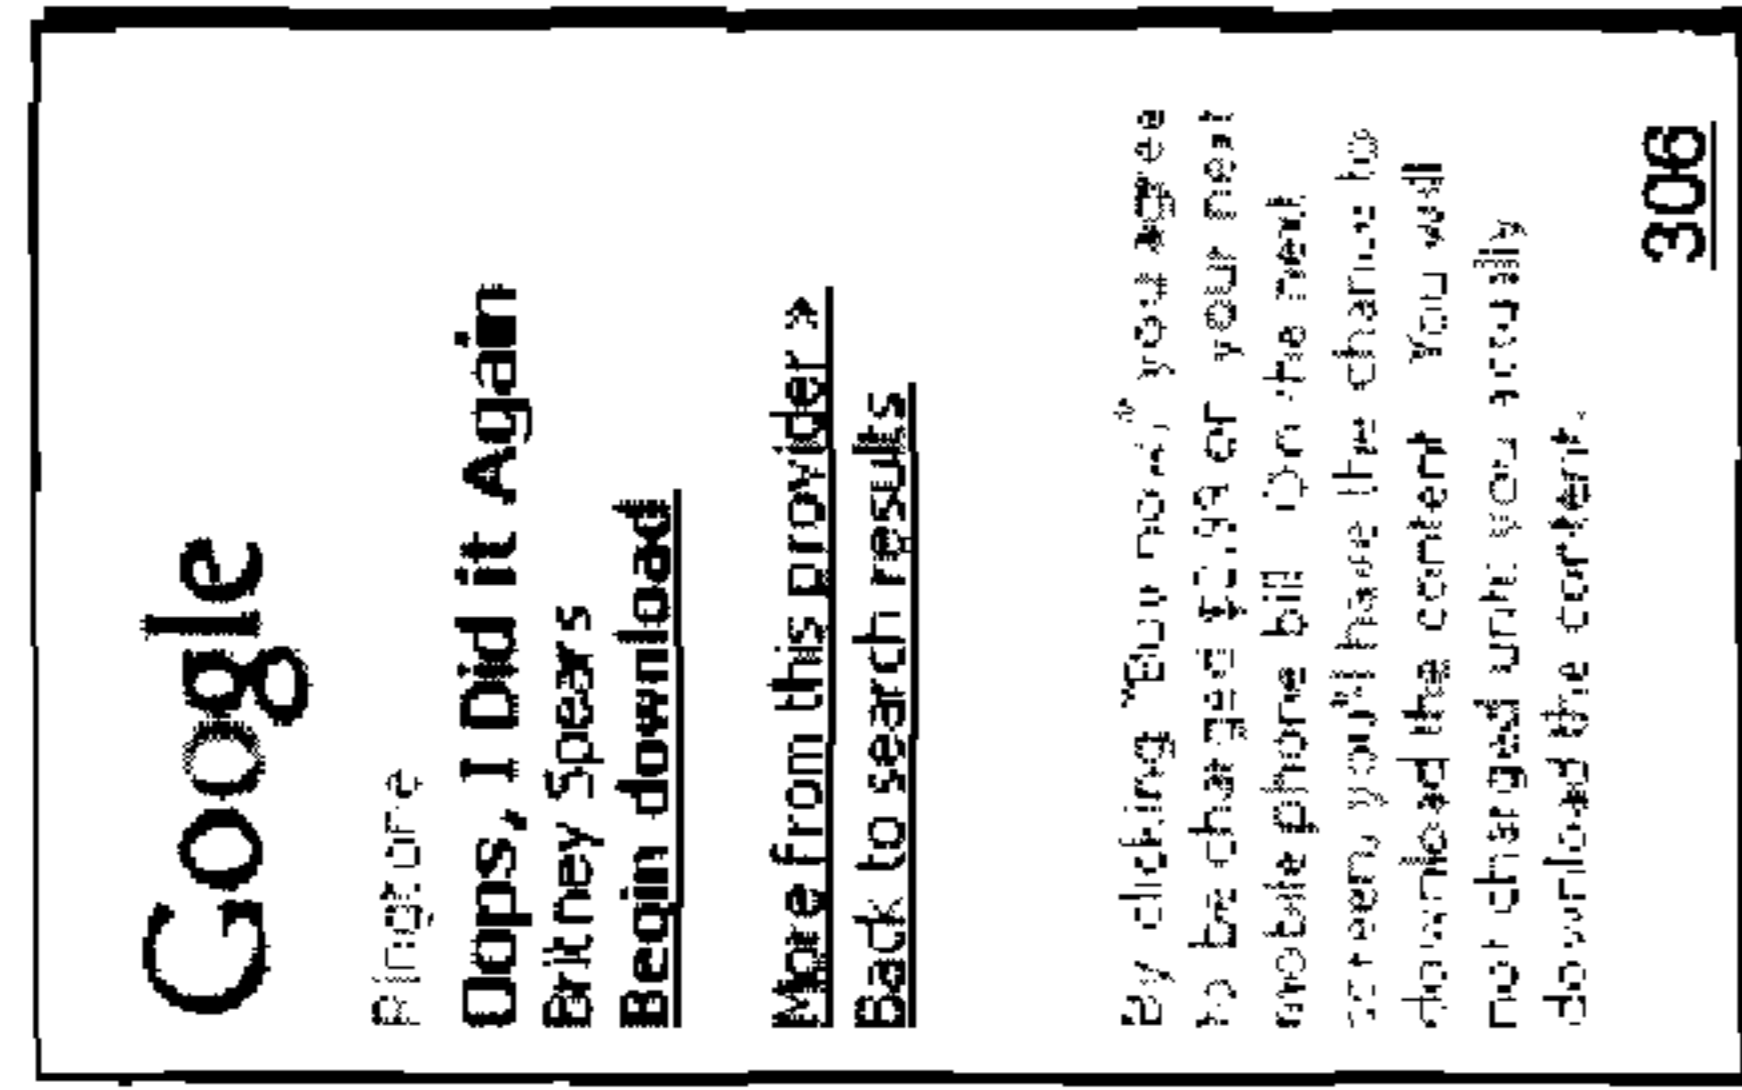 Google
Ringtone
Oops, I Did it Again
Britney Spears
Begin download
More from this provider »
Back to search results
By clicking "Buy now," you agree
to be charged $2.99 on your next
mobile phone bill. On the next
screen, you'll have the chance to
download the content. You will
not charged until you actually
download the content.
306